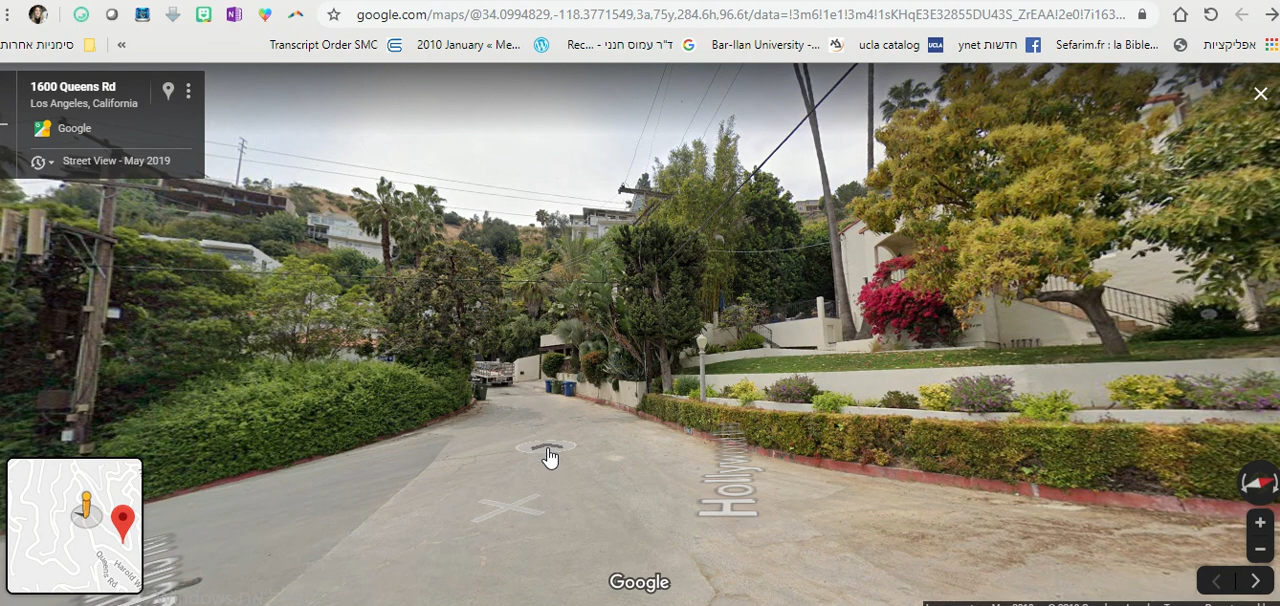 google.com/maps/@34.0994829,-118.3771549,3a,75y,284.6h,96.6t/data=!3m6!1e1!3m4!1sKHqE3E32855DU43S_ZrEAA!2e0!7i163...
סימניות אחרות
Transcript Order SMC
2010 January « Me...
Rec... - ד"ר עמוס חנני
Bar-Ilan University -...
ucla catalog
UCLA
ynet חדשות
Sefarim.fr : la Bible...
אפליקציות
1600 Queens Rd
Los Angeles, California
Google
Street View - May 2019
Queens Rd
Harold W
Google